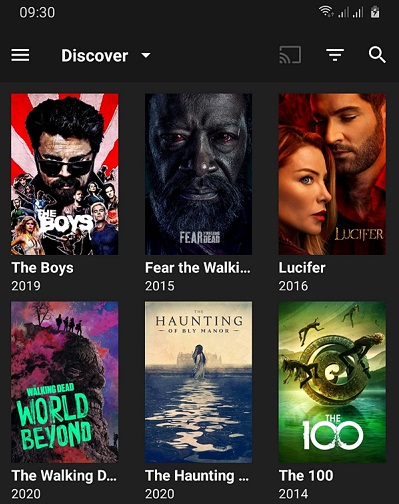 09:30
Discover
THE
BOYS
FEAR THE WALKING DEAD
LUCIFER
The Boys
Fear the Walki...
Lucifer
2019
2015
2016
WALKING DEAD
WORLD
BEYOND
THE
HAUNTING
OF BLY MANOR
THE
100
The Walking D...
The Haunting ...
The 100
2020
2020
2014